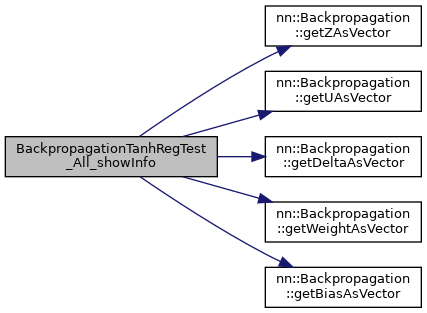 nn::Backpropagation
::getZAsVector
nn::Backpropagation
::getUAsVector
BackpropagationTanhRegTest
_All_showInfo
nn::Backpropagation
::getDeltaAsVector
nn::Backpropagation
::getWeightAsVector
nn::Backpropagation
::getBiasAsVector